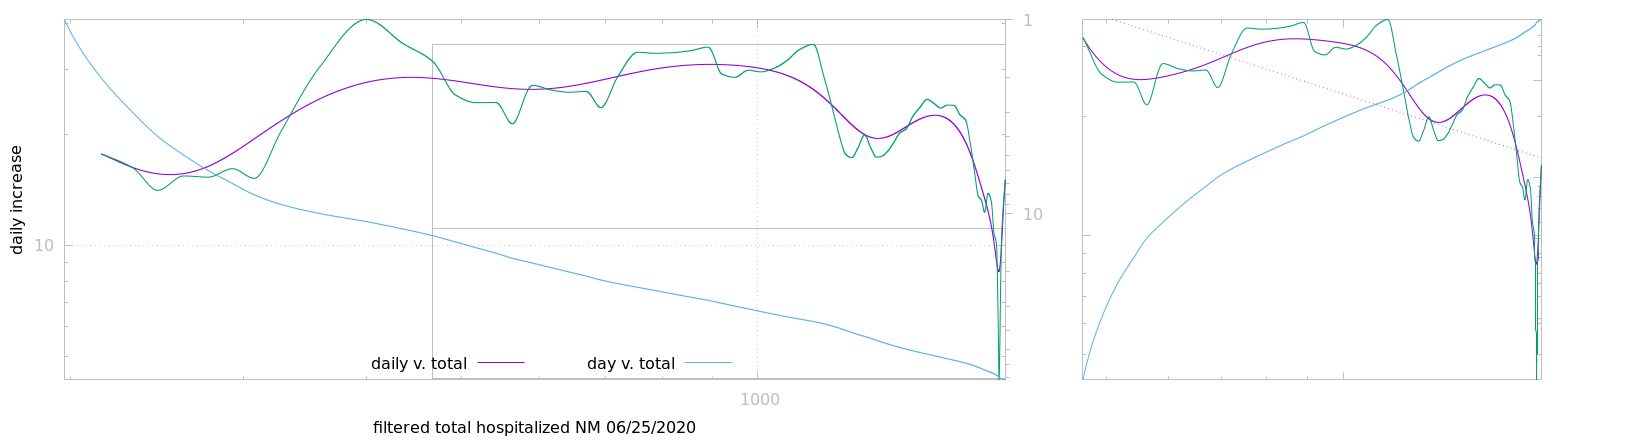 1
daily increase
10
10
daily v. total
day v. total
1000
filtered total hospitalized NM 06/25/2020